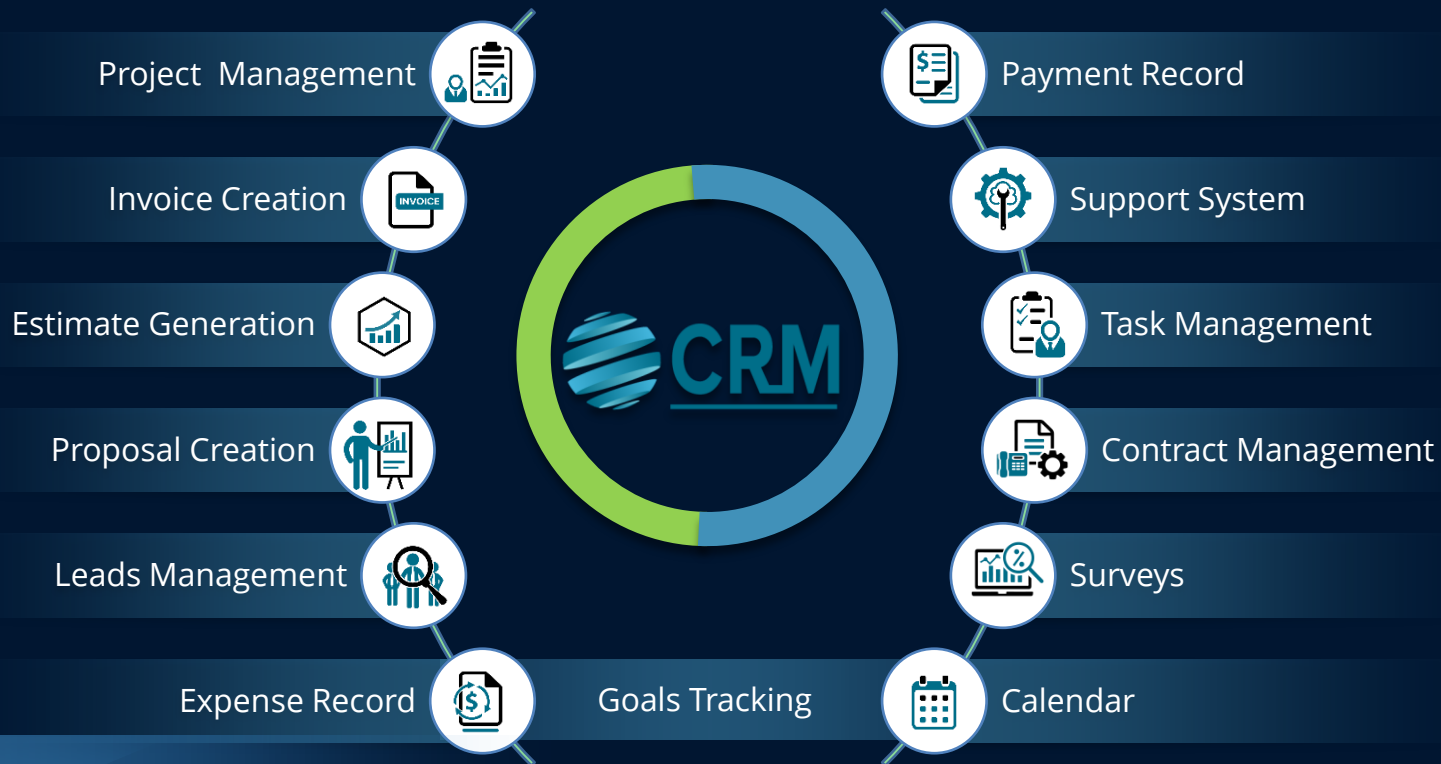 Project Management
Invoice Creation
INVOICE
Estimate Generation
Proposal Creation
Leads Management
Expense Record
CRM
Goals Tracking
$
Payment Record
Support System
Task Management
Contract Management
%
Surveys
$
Calendar